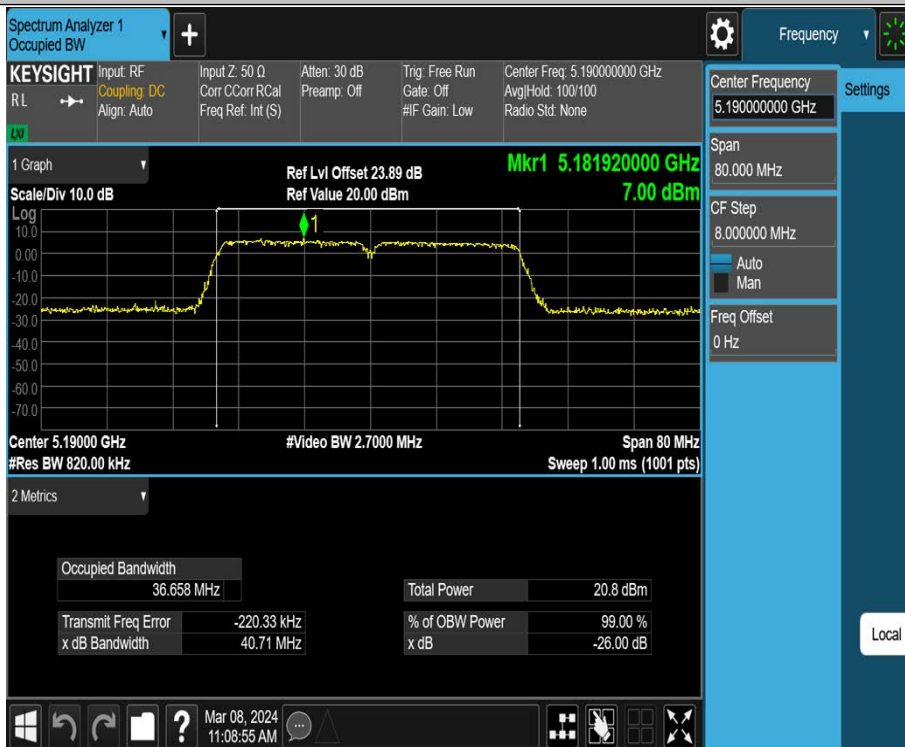 Spectrum Analyzer 1
Occupied BW
Frequency
KEYSIGHT
RL
LXI
Input: RF
Coupling: DC
Align: Auto
Input Z: 50 Ω
Corr CCorr RCal
Freq Ref: Int (S)
Atten: 30 dB
Preamp: Off
Trig: Free Run
Gate: Off
#IF Gain: Low
Center Freq: 5.190000000 GHz
Avg|Hold: 100/100
Radio Std: None
Center Frequency
5.190000000 GHz
Settings
Span
80.000 MHz
CF Step
8.000000 MHz
Auto
Man
Freq Offset
0 Hz
Local
1 Graph
Scale/Div 10.0 dB
Ref Lvl Offset 23.89 dB
Ref Value 20.00 dBm
Mkr1 5.181920000 GHz
7.00 dBm
Log
1
10.0
0.00
-10.0
-20.0
-30.0
-40.0
-50.0
-60.0
-70.0
Center 5.19000 GHz
#Video BW 2.7000 MHz
Span 80 MHz
#Res BW 820.00 kHz
Sweep 1.00 ms (1001 pts)
2 Metrics
Occupied Bandwidth
36.658 MHz
Total Power 20.8 dBm
Transmit Freq Error -220.33 kHz
% of OBW Power 99.00 %
x dB Bandwidth 40.71 MHz
x dB -26.00 dB
?
Mar 08, 2024
11:08:55 AM